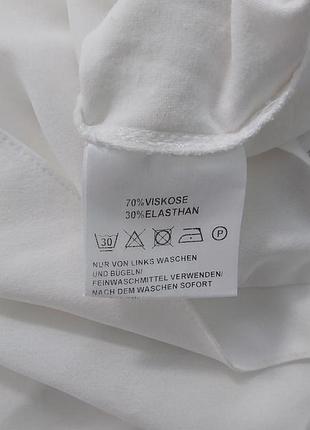 70%VISKOSE
30%ELASTHAN
30 P
NUR VON LINKS WASCHEN
UND BÜGELN/
FEINWASCHMITTEL VERWENDEN/
NACH DEM WASCHEN SOFORT